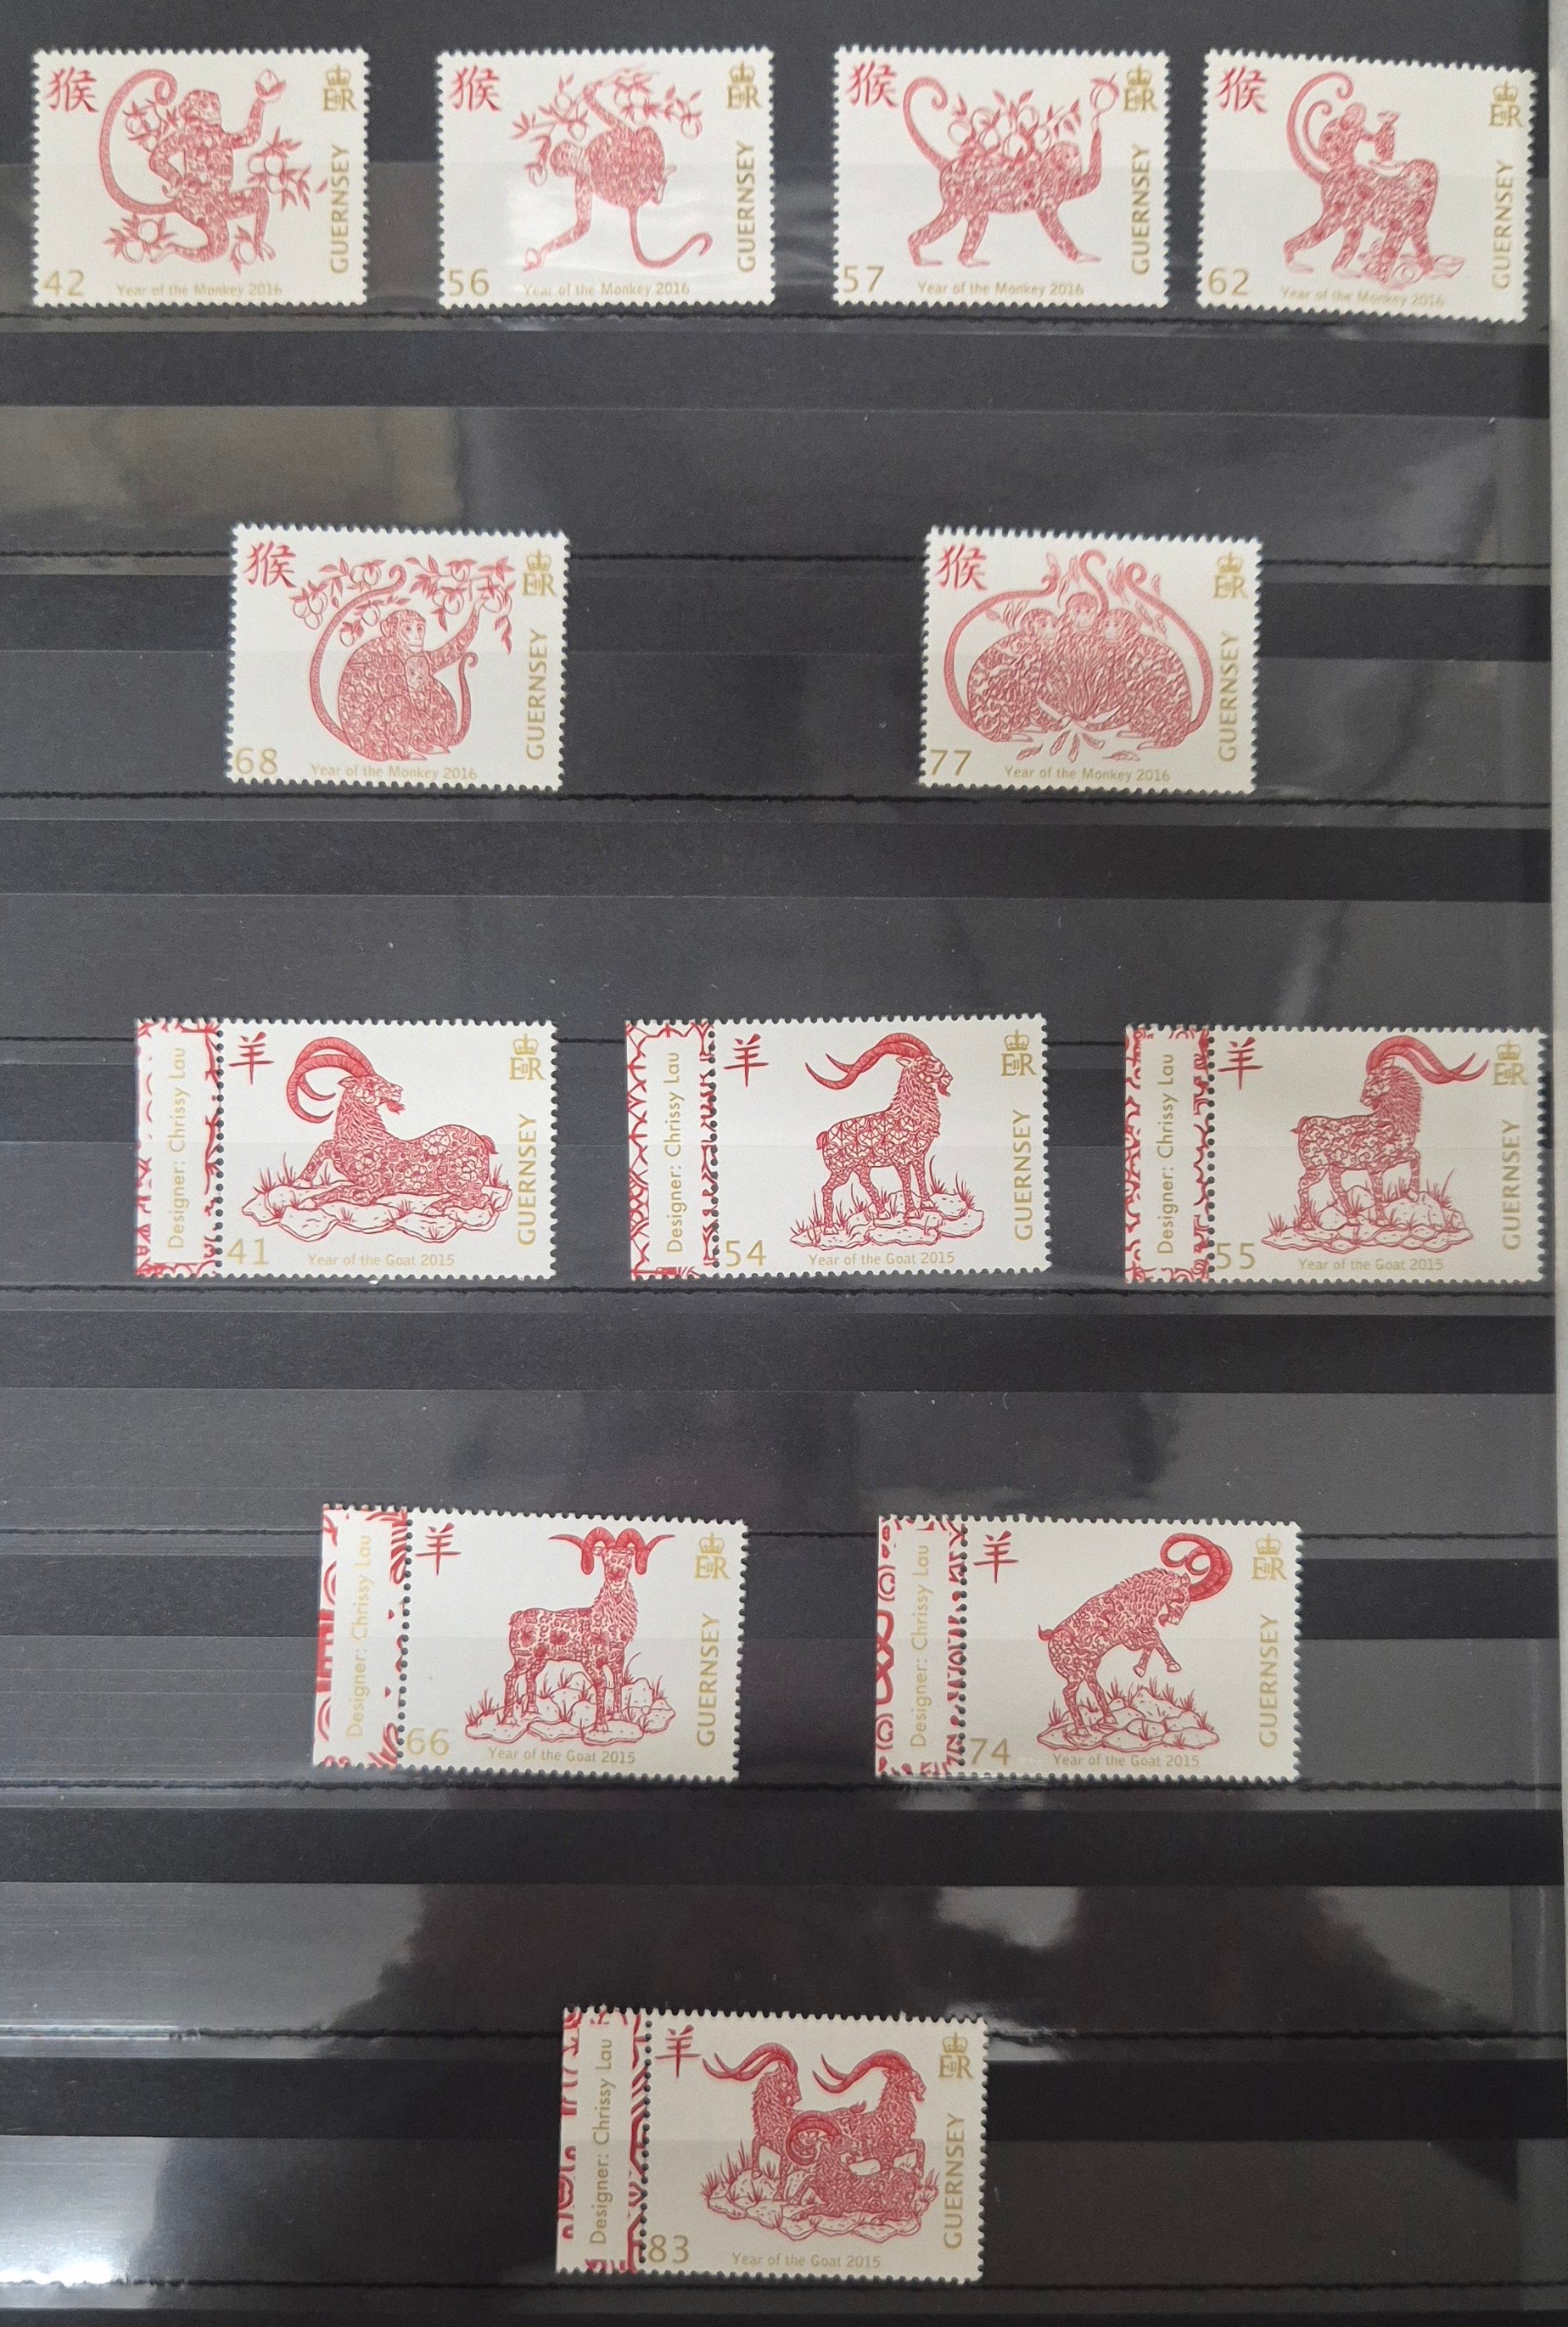 猴
EIIR
GUERNSEY
42
Year of the Monkey 2016
猴
EIIR
GUERNSEY
56
Year of the Monkey 2016
猴
EIIR
GUERNSEY
57
Year of the Monkey 2016
猴
EIIR
GUERNSEY
62
Year of the Monkey 2016
猴
EIIR
GUERNSEY
68
Year of the Monkey 2016
猴
EIIR
GUERNSEY
77
Year of the Monkey 2016
Designer: Chrissy Lau
羊
EIIR
GUERNSEY
41
Year of the Goat 2015
Designer: Chrissy Lau
羊
EIIR
GUERNSEY
54
Year of the Goat 2015
Designer: Chrissy Lau
羊
EIIR
GUERNSEY
55
Year of the Goat 2015
Designer: Chrissy Lau
羊
EIIR
GUERNSEY
66
Year of the Goat 2015
Designer: Chrissy Lau
羊
EIIR
GUERNSEY
74
Year of the Goat 2015
Designer: Chrissy Lau
羊
EIIR
GUERNSEY
83
Year of the Goat 2015